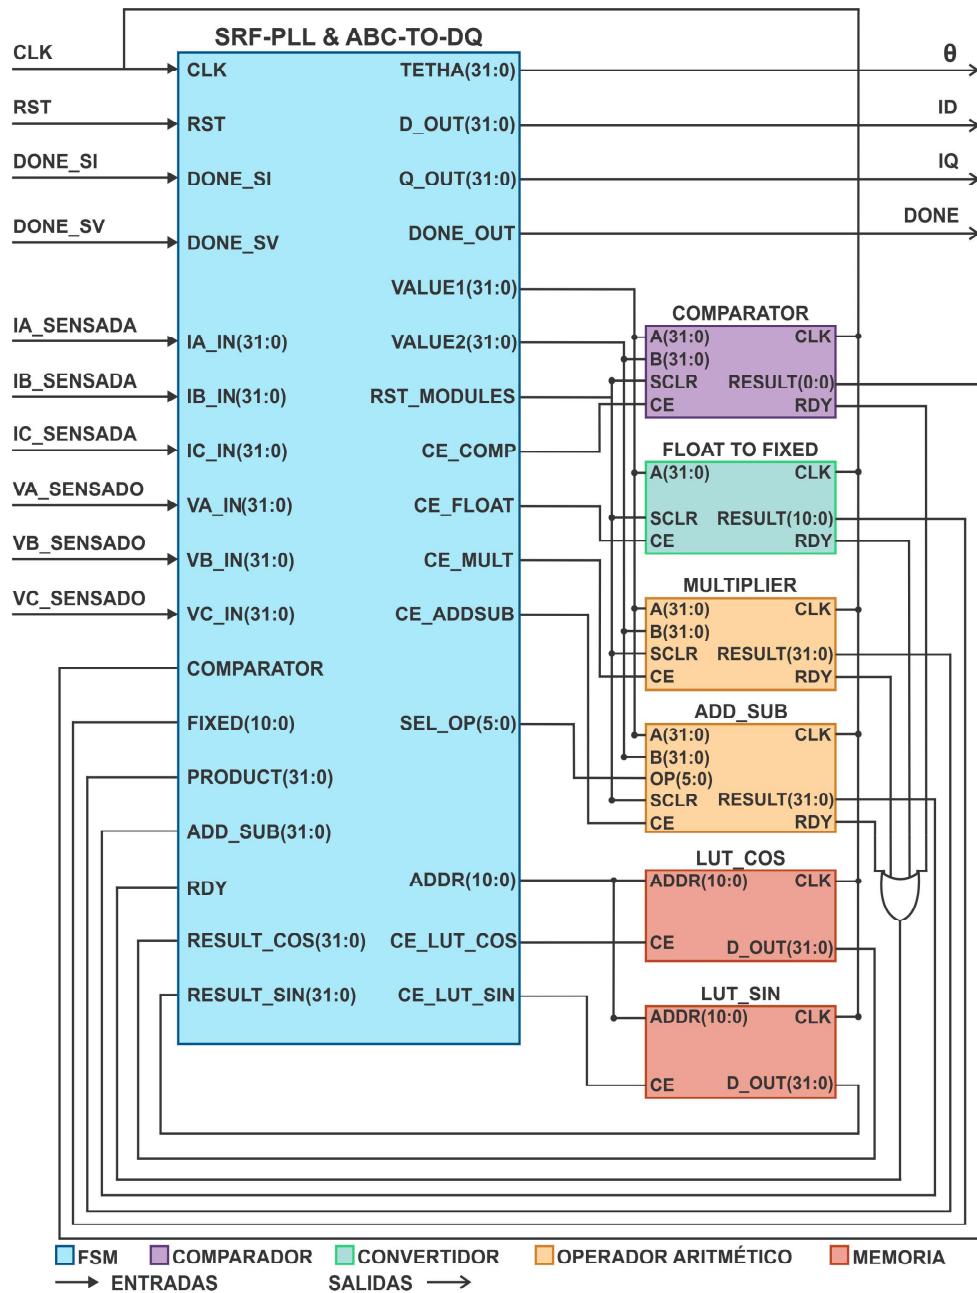 SRF-PLL & ABC-TO-DQ
CLK
RST
DONE_SI
DONE_SV
IA_SENSADA
IB_SENSADA
IC_SENSADA
VA_SENSADO
VB_SENSADO
VC_SENSADO
CLK
RST
DONE_SI
DONE_SV
IA_IN(31:0)
IB_IN(31:0)
IC_IN(31:0)
VA_IN(31:0)
VB_IN(31:0)
VC_IN(31:0)
COMPARATOR
FIXED(10:0)
PRODUCT(31:0)
ADD_SUB(31:0)
RDY
RESULT_COS(31:0)
RESULT_SIN(31:0)
TETHA(31:0)
D_OUT(31:0)
Q_OUT(31:0)
DONE_OUT
VALUE1(31:0)
VALUE2(31:0)
RST_MODULES
CE_COMP
CE_FLOAT
CE_MULT
CE_ADDSUB
SEL_OP(5:0)
ADDR(10:0)
CE_LUT_COS
CE_LUT_SIN
θ
ID
IQ
DONE
COMPARATOR
A(31:0) CLK
B(31:0)
SCLR RESULT(0:0)
CE RDY
FLOAT TO FIXED
A(31:0) CLK
SCLR RESULT(10:0)
CE RDY
MULTIPLIER
A(31:0) CLK
B(31:0)
SCLR RESULT(31:0)
CE RDY
ADD_SUB
A(31:0) CLK
B(31:0)
OP(5:0)
SCLR RESULT(31:0)
CE RDY
LUT_COS
ADDR(10:0) CLK
CE D_OUT(31:0)
LUT_SIN
ADDR(10:0) CLK
CE D_OUT(31:0)
FSM COMPARADOR CONVERTIDOR OPERADOR ARITMÉTICO MEMORIA
ENTRADAS SALIDAS